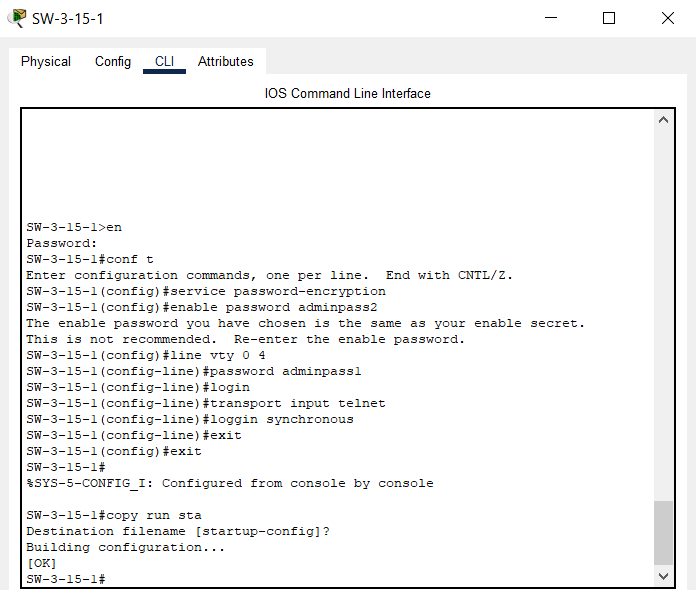 SW-3-15-1
Physical Config CLI Attributes
IOS Command Line Interface
SW-3-15-1>en
Password:
SW-3-15-1#conf t
Enter configuration commands, one per line.  End with CNTL/Z.
SW-3-15-1(config)#service password-encryption
SW-3-15-1(config)#enable password adminpass2
The enable password you have chosen is the same as your enable secret.
This is not recommended.  Re-enter the enable password.
SW-3-15-1(config)#line vty 0 4
SW-3-15-1(config-line)#password adminpass1
SW-3-15-1(config-line)#login
SW-3-15-1(config-line)#transport input telnet
SW-3-15-1(config-line)#loggin synchronous
SW-3-15-1(config-line)#exit
SW-3-15-1(config)#exit
SW-3-15-1#
%SYS-5-CONFIG_I: Configured from console by console
SW-3-15-1#copy run sta
Destination filename [startup-config]?
Building configuration...
[OK]
SW-3-15-1#